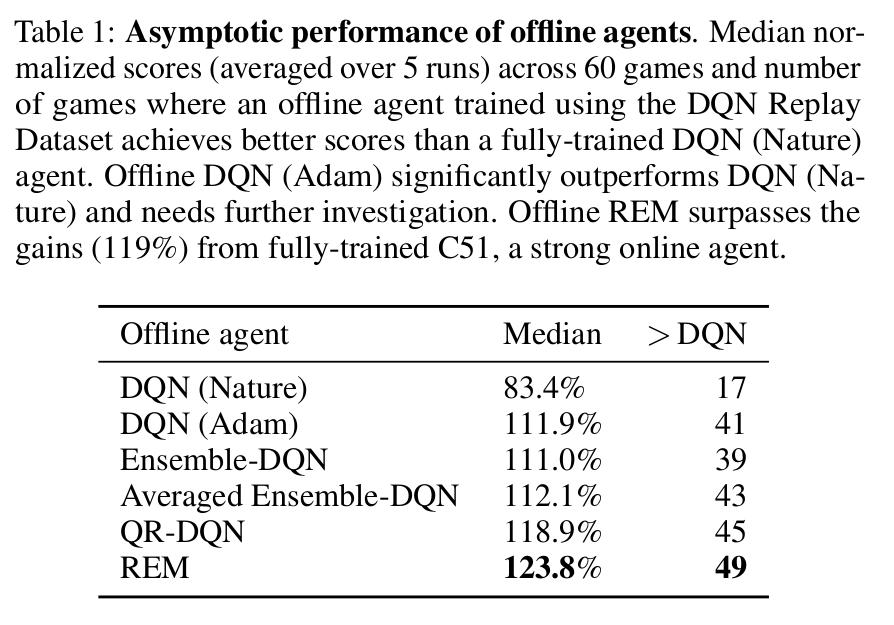 Table 1: Asymptotic performance of offline agents. Median nor-
malized scores (averaged over 5 runs) across 60 games and number
of games where an offline agent trained using the DQN Replay
Dataset achieves better scores than a fully-trained DQN (Nature)
agent. Offline DQN (Adam) significantly outperforms DQN (Na-
ture) and needs further investigation. Offline REM surpasses the
gains (119%) from fully-trained C51, a strong online agent.
Offline agent Median > DQN
DQN (Nature) 83.4% 17
DQN (Adam) 111.9% 41
Ensemble-DQN 111.0% 39
Averaged Ensemble-DQN 112.1% 43
QR-DQN 118.9% 45
REM 123.8% 49